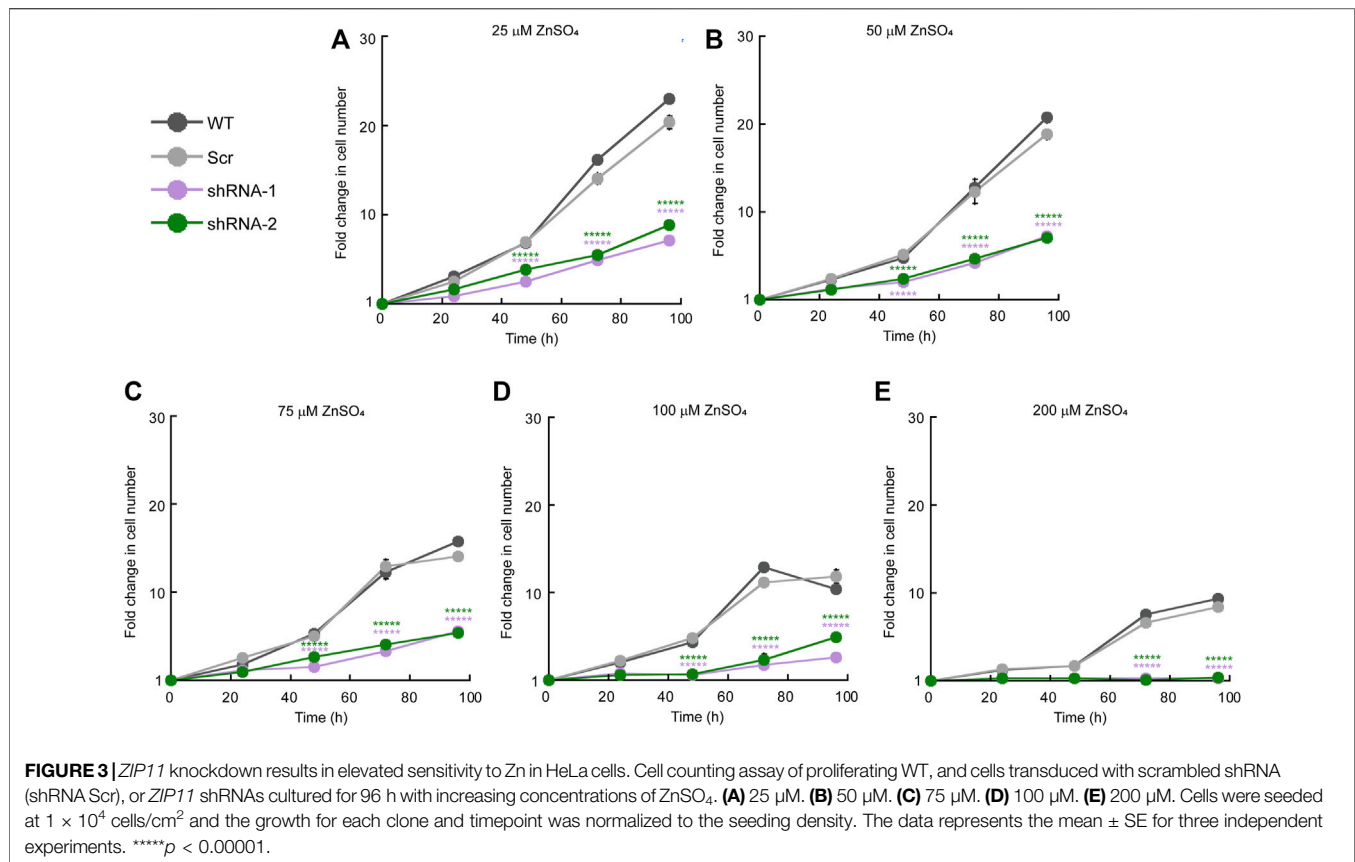 A
25 µM ZnSO₄
B
50 µM ZnSO₄
WT
Scr
shRNA-1
shRNA-2
Fold change in cell number
30
20
10
1
0
20
40
60
80
100
Time (h)
*****
*****
*****
*****
*****
*****
Fold change in cell number
30
20
10
1
0
20
40
60
80
100
Time (h)
*****
*****
*****
*****
*****
*****
C
75 µM ZnSO₄
D
100 µM ZnSO₄
E
200 µM ZnSO₄
Fold change in cell number
30
20
10
1
0
20
40
60
80
100
Time (h)
*****
*****
*****
*****
*****
*****
Fold change in cell number
30
20
10
1
0
20
40
60
80
100
Time (h)
*****
*****
*****
*****
*****
*****
Fold change in cell number
30
20
10
1
0
20
40
60
80
100
Time (h)
*****
*****
*****
*****
FIGURE 3 | ZIP11 knockdown results in elevated sensitivity to Zn in HeLa cells. Cell counting assay of proliferating WT, and cells transduced with scrambled shRNA
(shRNA Scr), or ZIP11 shRNAs cultured for 96 h with increasing concentrations of ZnSO₄. (A) 25 µM. (B) 50 µM. (C) 75 µM. (D) 100 µM. (E) 200 µM. Cells were seeded
at 1 × 10⁴ cells/cm² and the growth for each clone and timepoint was normalized to the seeding density. The data represents the mean ± SE for three independent
experiments. *****p < 0.00001.